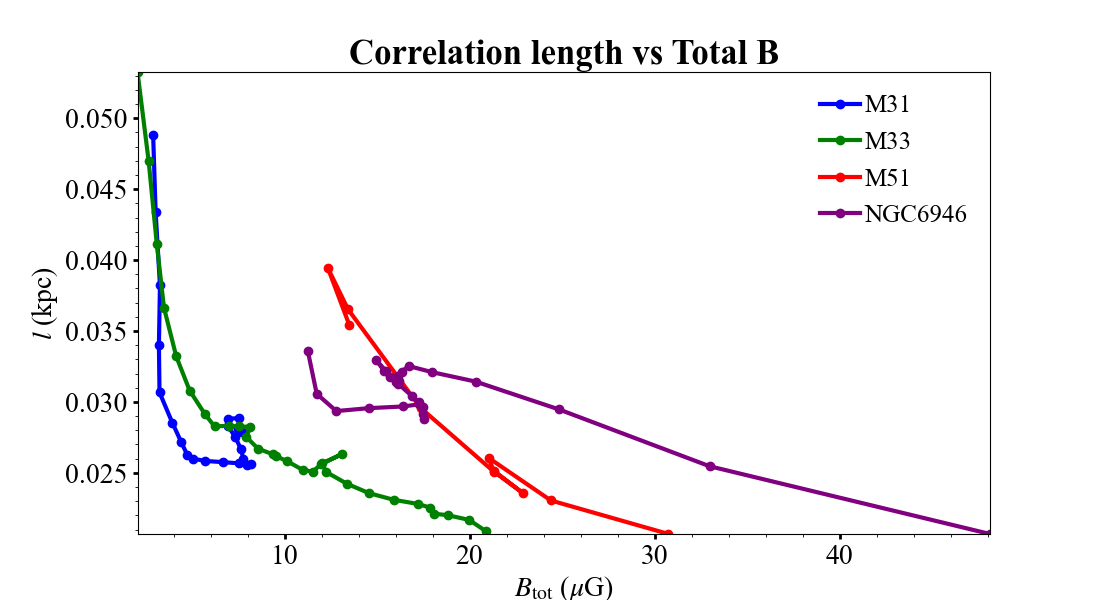 Correlation length vs Total B
M31
M33
M51
NGC6946
0.050
0.045
0.040
0.035
0.030
0.025
l (kpc)
10 20 30 40
B_tot (μG)